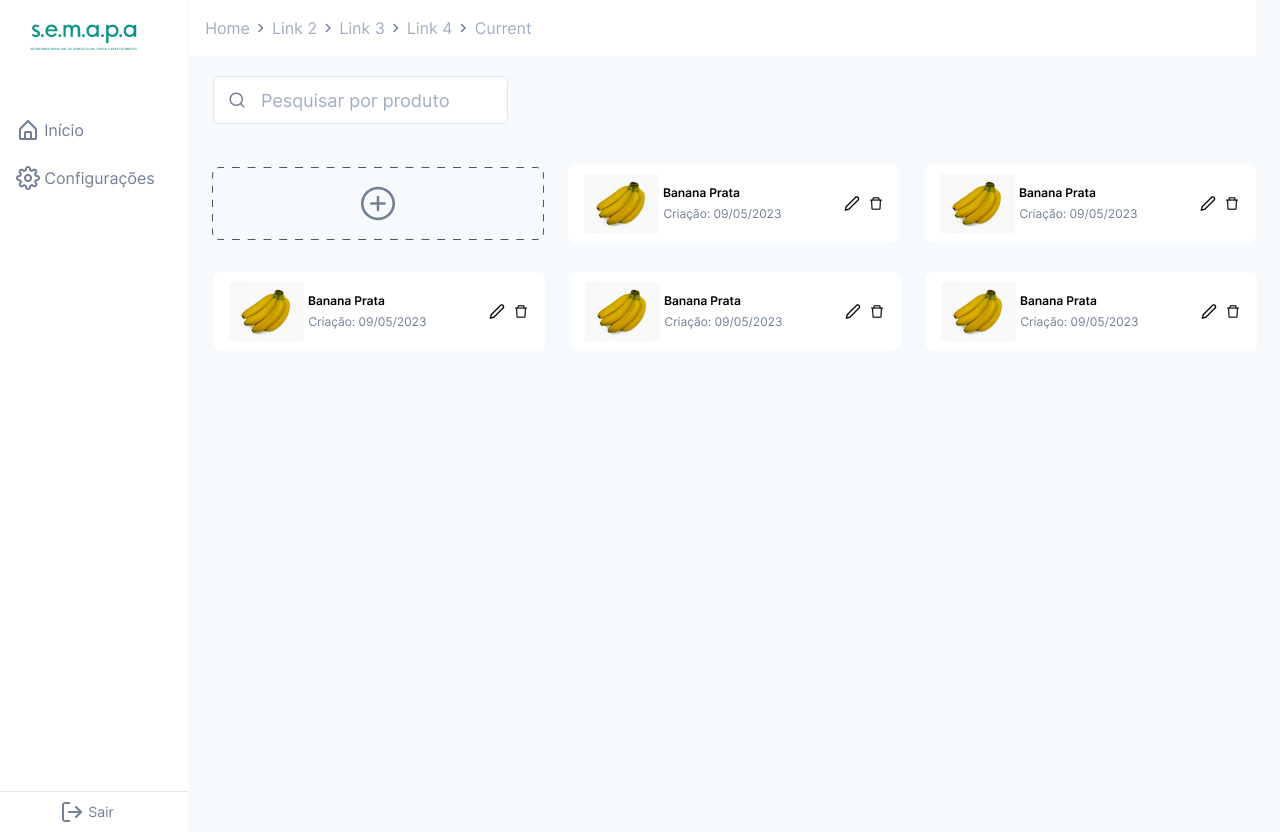 s.e.m.a.p.a
Home > Link 2 > Link 3 > Link 4 > Current
Pesquisar por produto
Início
Configurações
Banana Prata
Criação: 09/05/2023
Banana Prata
Criação: 09/05/2023
Banana Prata
Criação: 09/05/2023
Banana Prata
Criação: 09/05/2023
Banana Prata
Criação: 09/05/2023
Sair